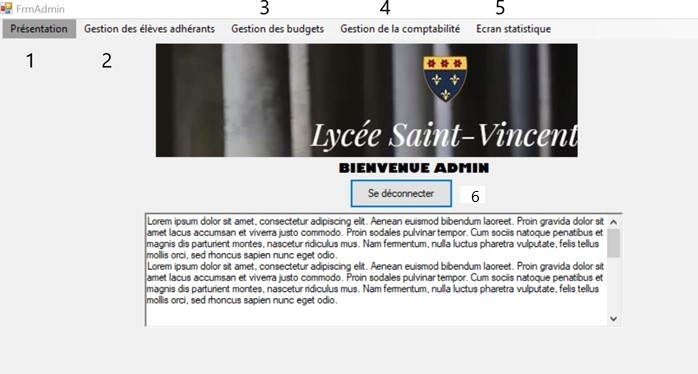 FrmAdmin
3 4 5
Présentation Gestion des élèves adhérants Gestion des budgets Gestion de la comptabilité Ecran statistique
1 2
Lycée Saint-Vincent
BIENVENUE ADMIN
Se déconnecter 6
Lorem ipsum dolor sit amet, consectetur adipiscing elit. Aenean euismod bibendum laoreet. Proin gravida dolor sit
amet lacus accumsan et viverra justo commodo. Proin sodales pulvinar tempor. Cum sociis natoque penatibus et
magnis dis parturient montes, nascetur ridiculus mus. Nam fermentum, nulla luctus pharetra vulputate, felis tellus
mollis orci, sed rhoncus sapien nunc eget odio.
Lorem ipsum dolor sit amet, consectetur adipiscing elit. Aenean euismod bibendum laoreet. Proin gravida dolor sit
amet lacus accumsan et viverra justo commodo. Proin sodales pulvinar tempor. Cum sociis natoque penatibus et
magnis dis parturient montes, nascetur ridiculus mus. Nam fermentum, nulla luctus pharetra vulputate, felis tellus
mollis orci, sed rhoncus sapien nunc eget odio.